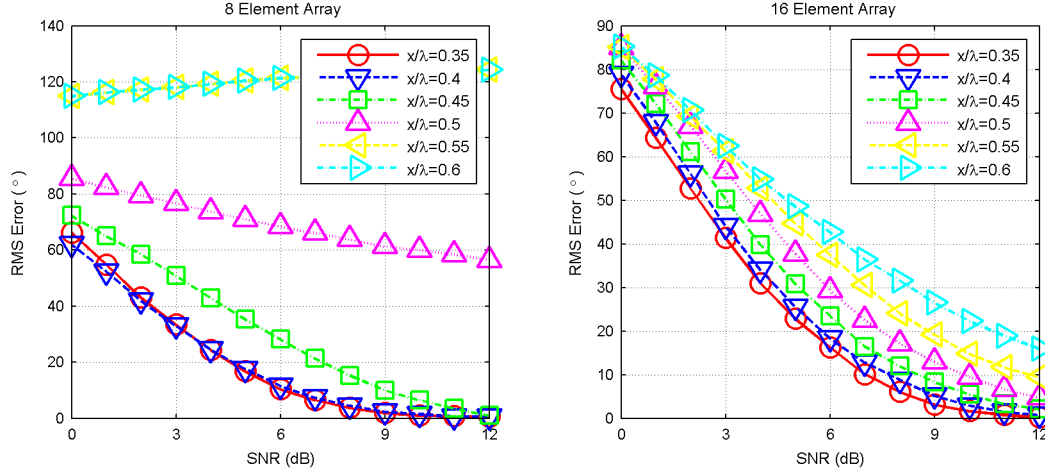 8 Element Array
140
120
100
80
60
40
20
0
0 3 6 9 12
RMS Error ( ° )
SNR (dB)
x/λ=0.35
x/λ=0.4
x/λ=0.45
x/λ=0.5
x/λ=0.55
x/λ=0.6
16 Element Array
90
80
70
60
50
40
30
20
10
0
0 3 6 9 12
RMS Error ( ° )
SNR (dB)
x/λ=0.35
x/λ=0.4
x/λ=0.45
x/λ=0.5
x/λ=0.55
x/λ=0.6